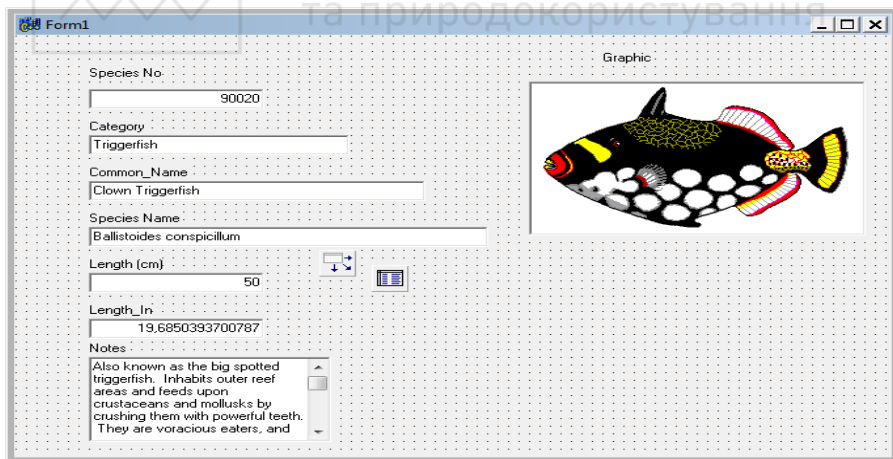 та природокористування
Form1
Graphic
Species No
90020
Category
Triggerfish
Common_Name
Clown Triggerfish
Species Name
Ballistoides conspicillum
Length (cm)
50
Length_In
19,6850393700787
Notes
Also known as the big spotted
triggerfish. Inhabits outer reef
areas and feeds upon
crustaceans and mollusks by
crushing them with powerful teeth.
They are voracious eaters, and